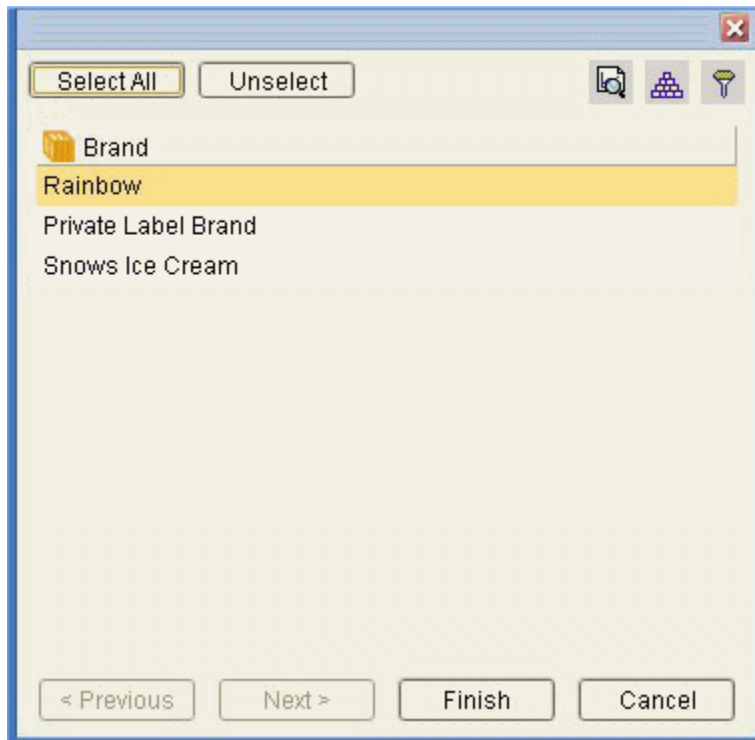 Select All Unselect
Brand
Rainbow
Private Label Brand
Snows Ice Cream
< Previous Next > Finish Cancel